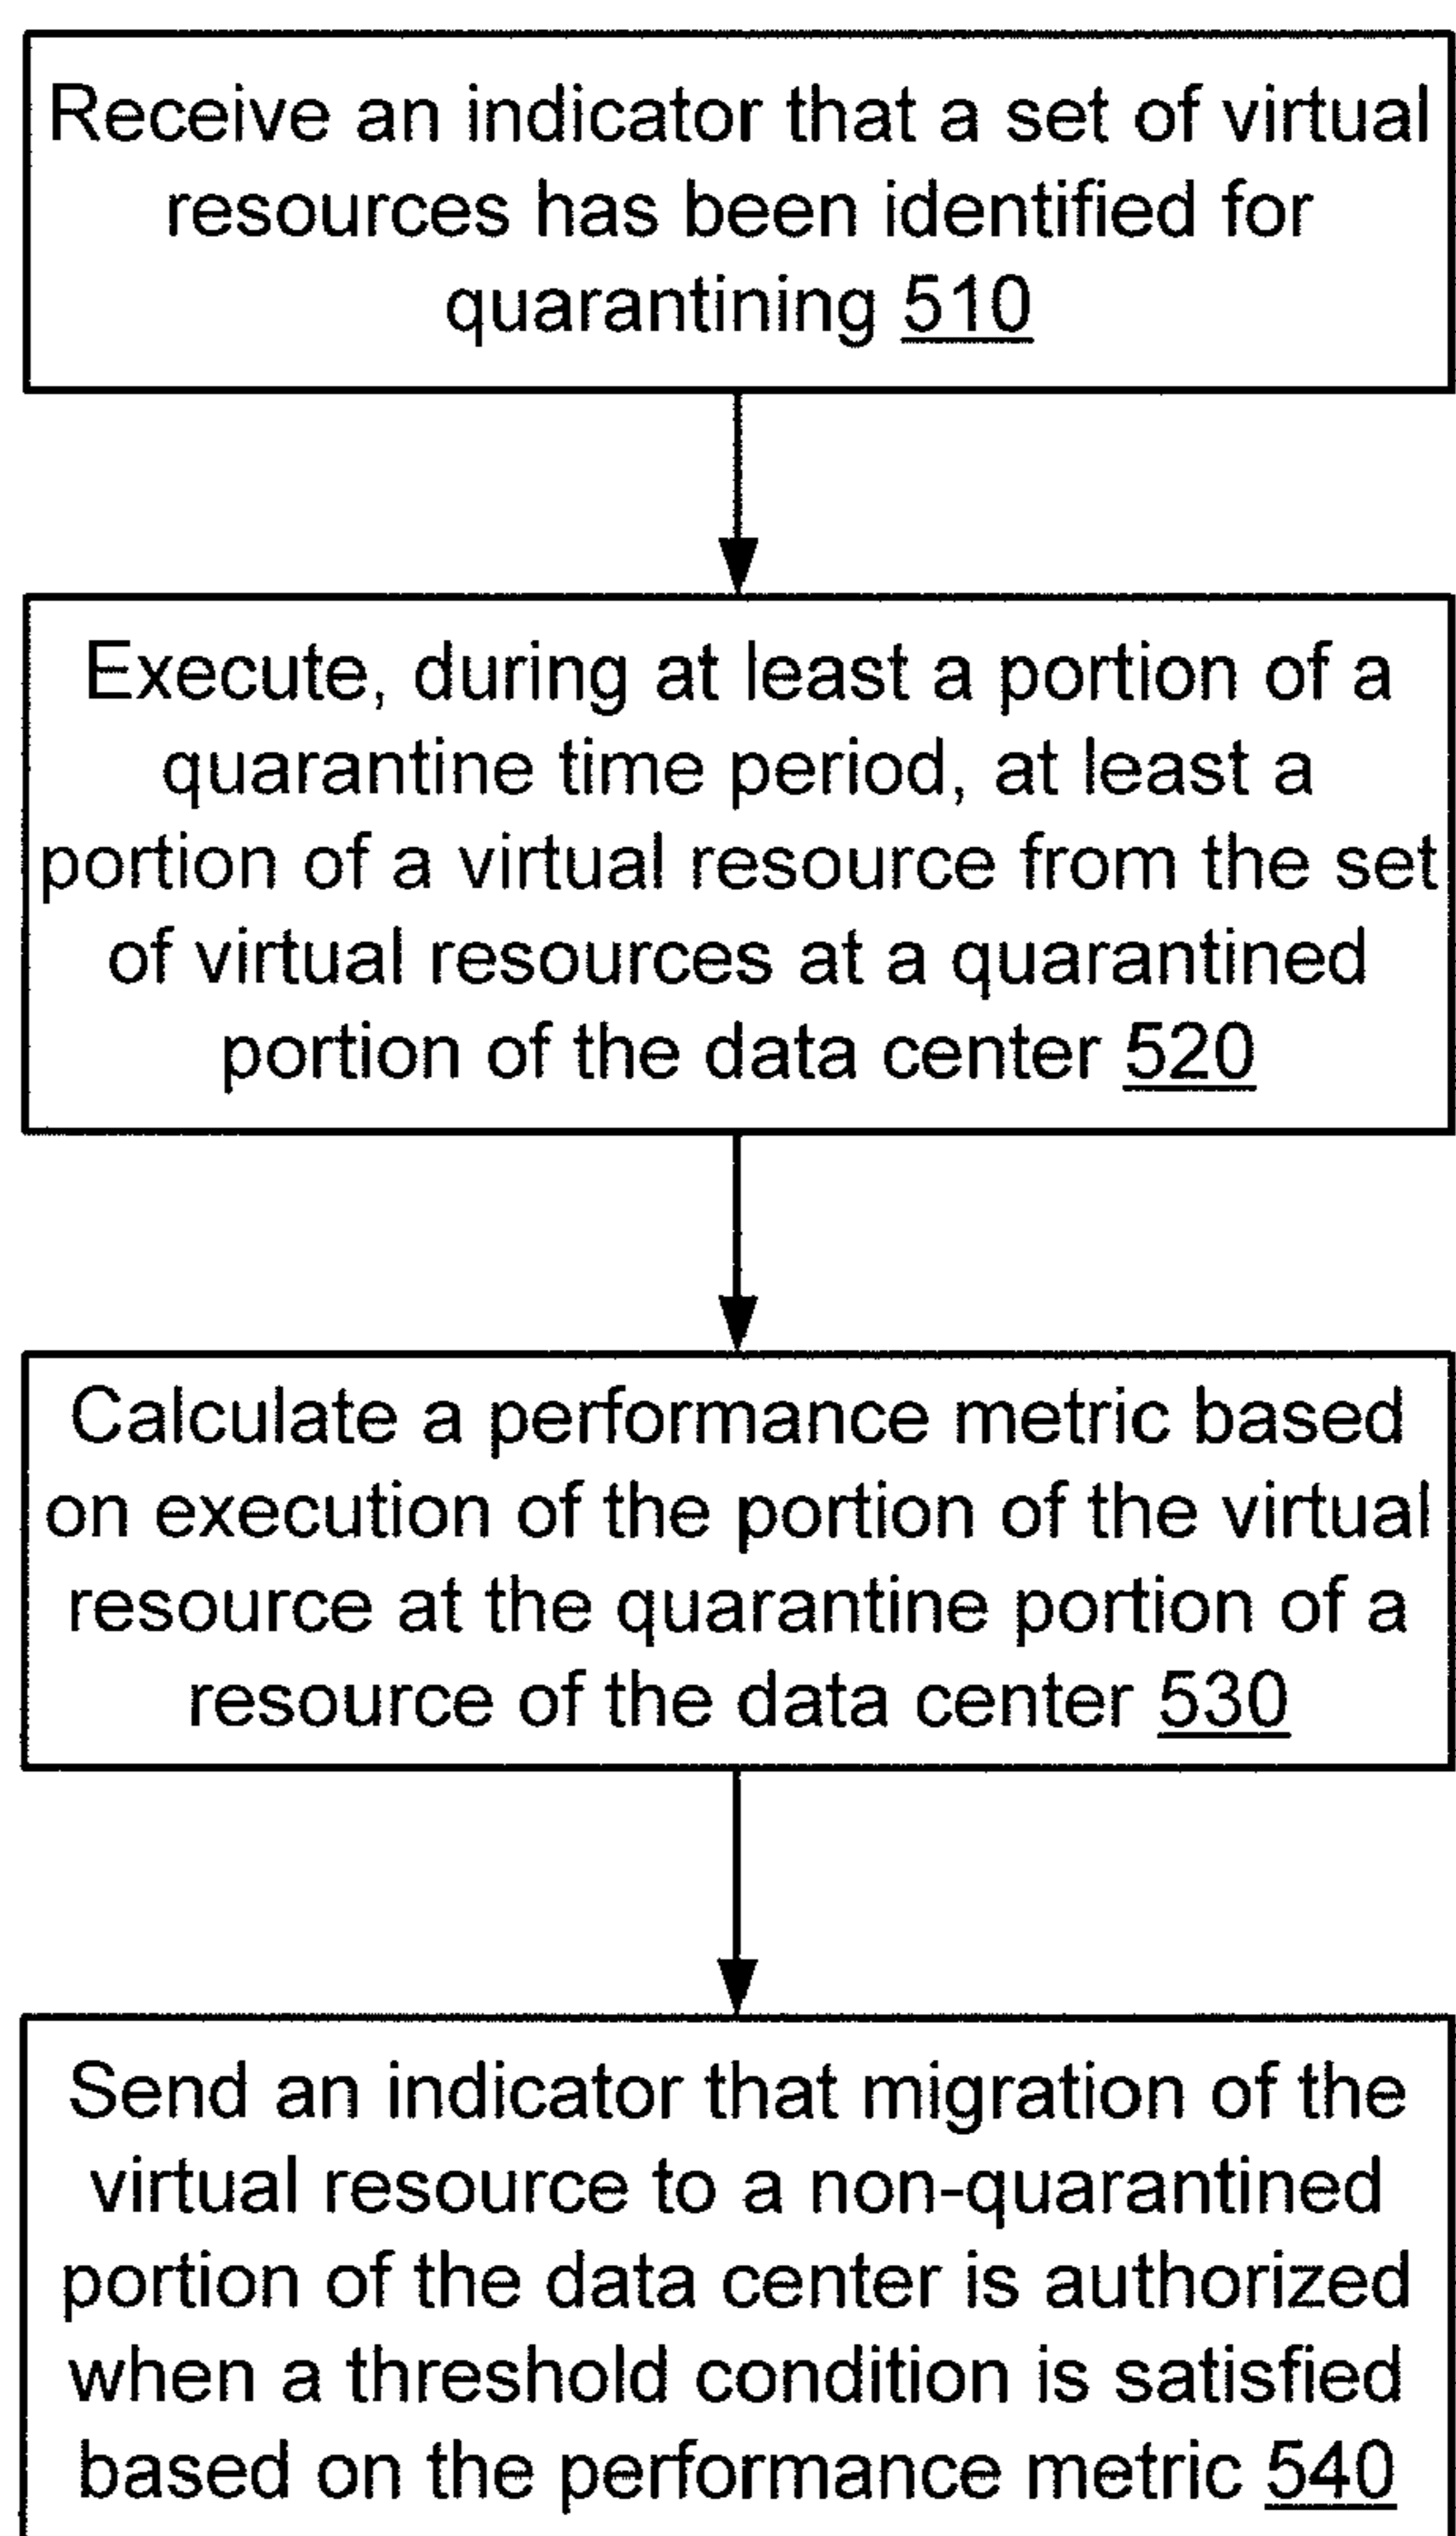 Receive an indicator that a set of virtual
resources has been identified for
quarantining 510
Execute, during at least a portion of a
quarantine time period, at least a
portion of a virtual resource from the set
of virtual resources at a quarantined
portion of the data center 520
Calculate a performance metric based
on execution of the portion of the virtual
resource at the quarantine portion of a
resource of the data center 530
Send an indicator that migration of the
virtual resource to a non-quarantined
portion of the data center is authorized
when a threshold condition is satisfied
based on the performance metric 540